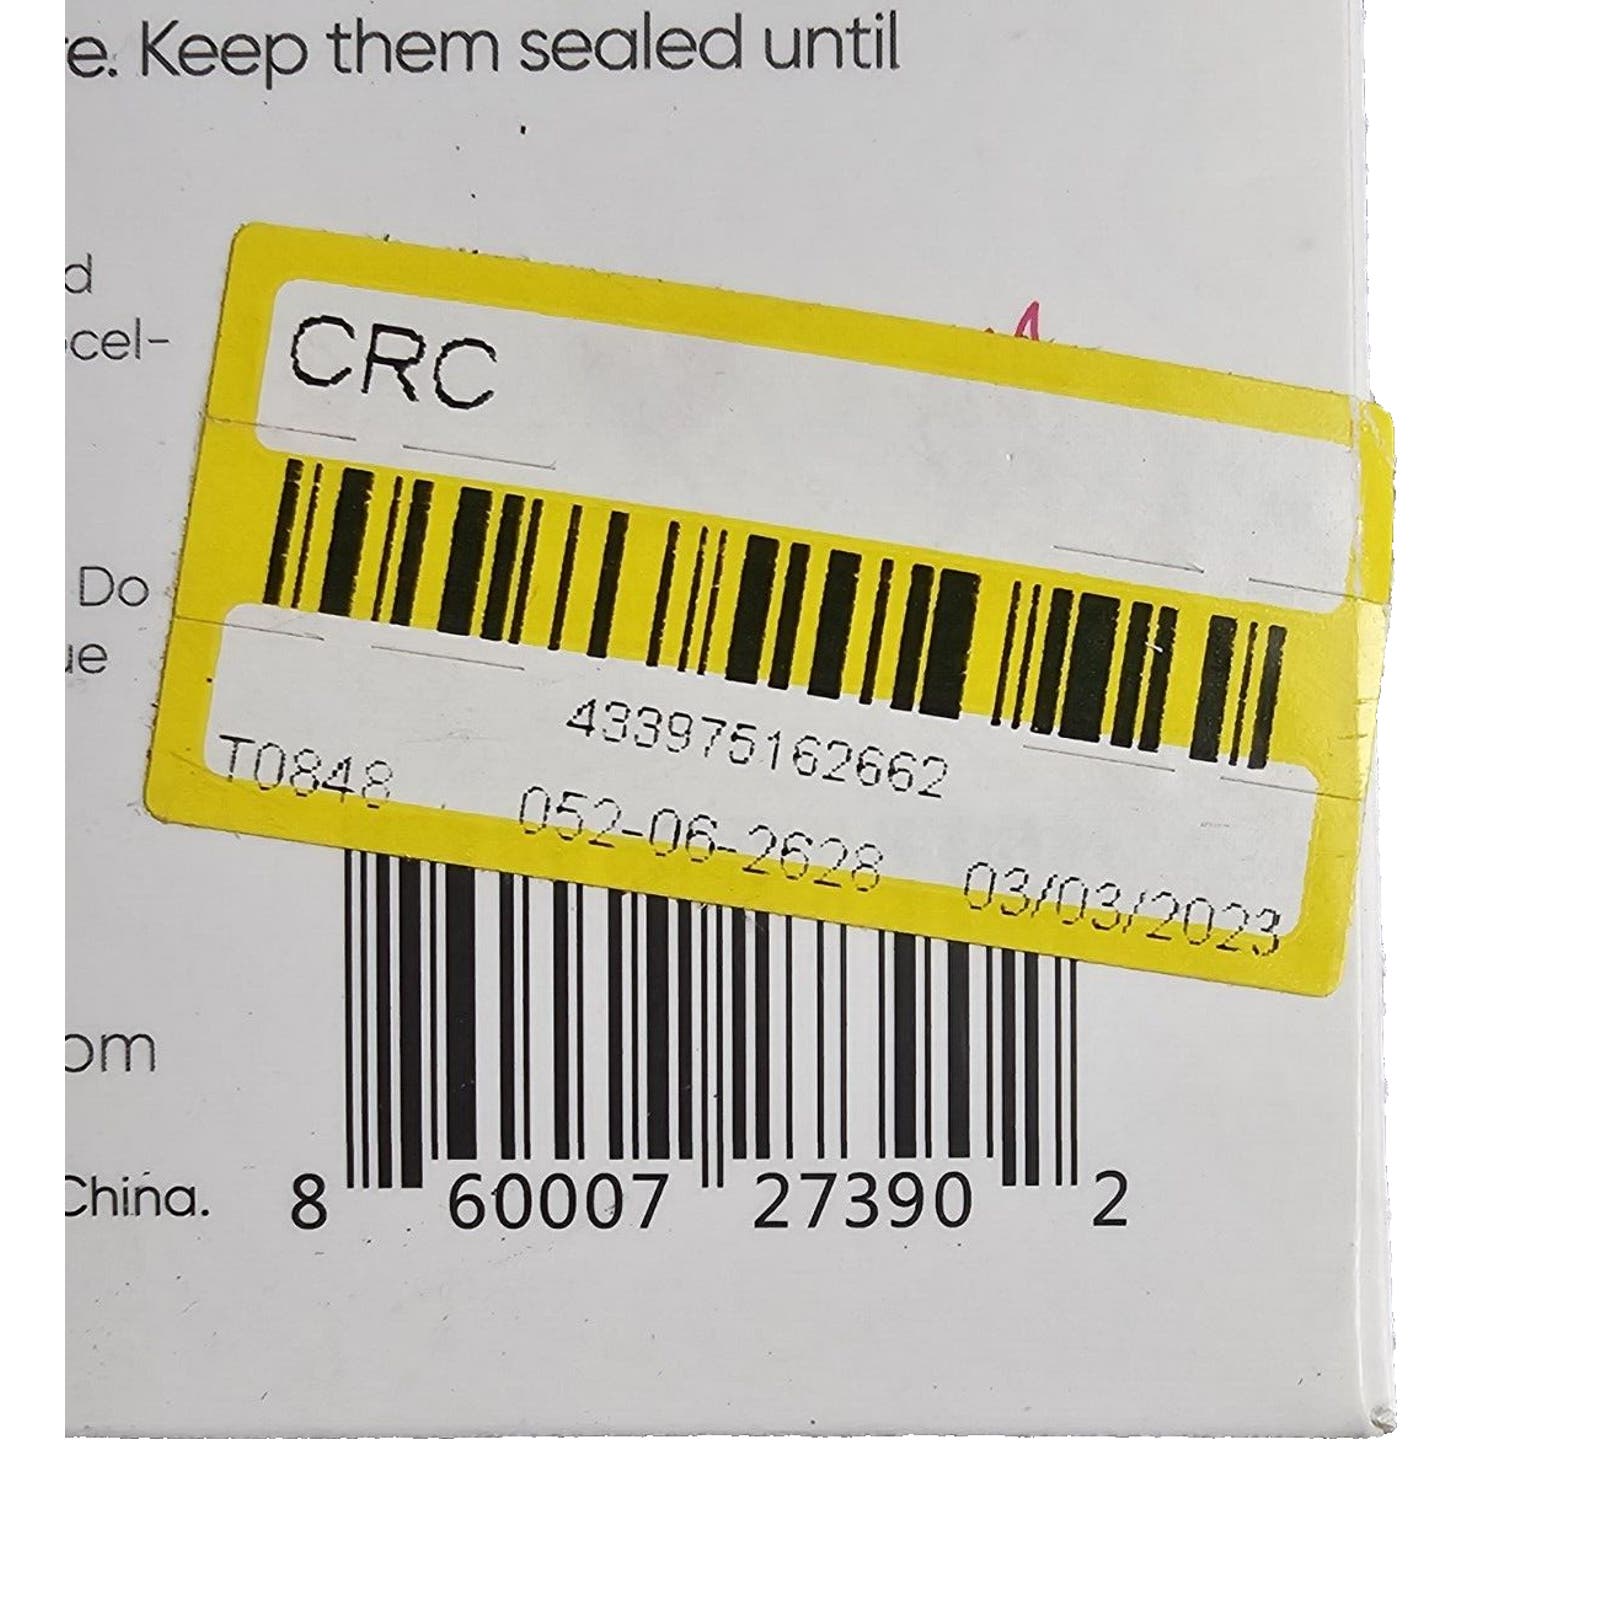 e. Keep them sealed until
d
cel-
CRC
Do
ue
433975162662
T0848 052-06-2628 03/03/2023
om
China.
8 60007 27390 2